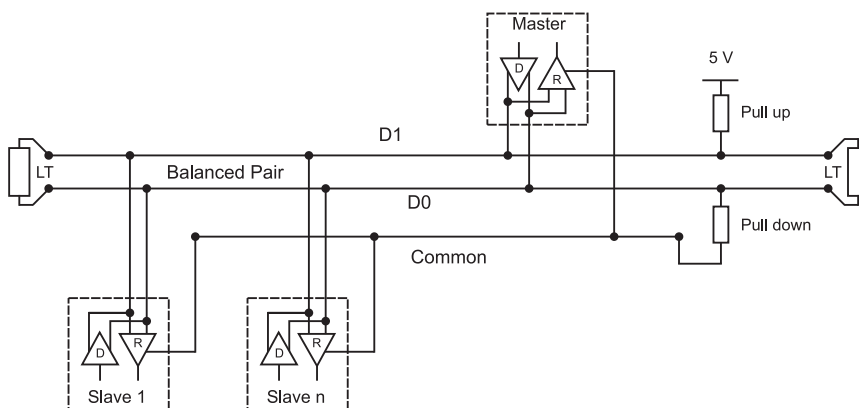 Master
D
R
5 V
Pull up
D1
LT
Balanced Pair
LT
D0
Pull down
Common
D
R
D
R
Slave 1
Slave n